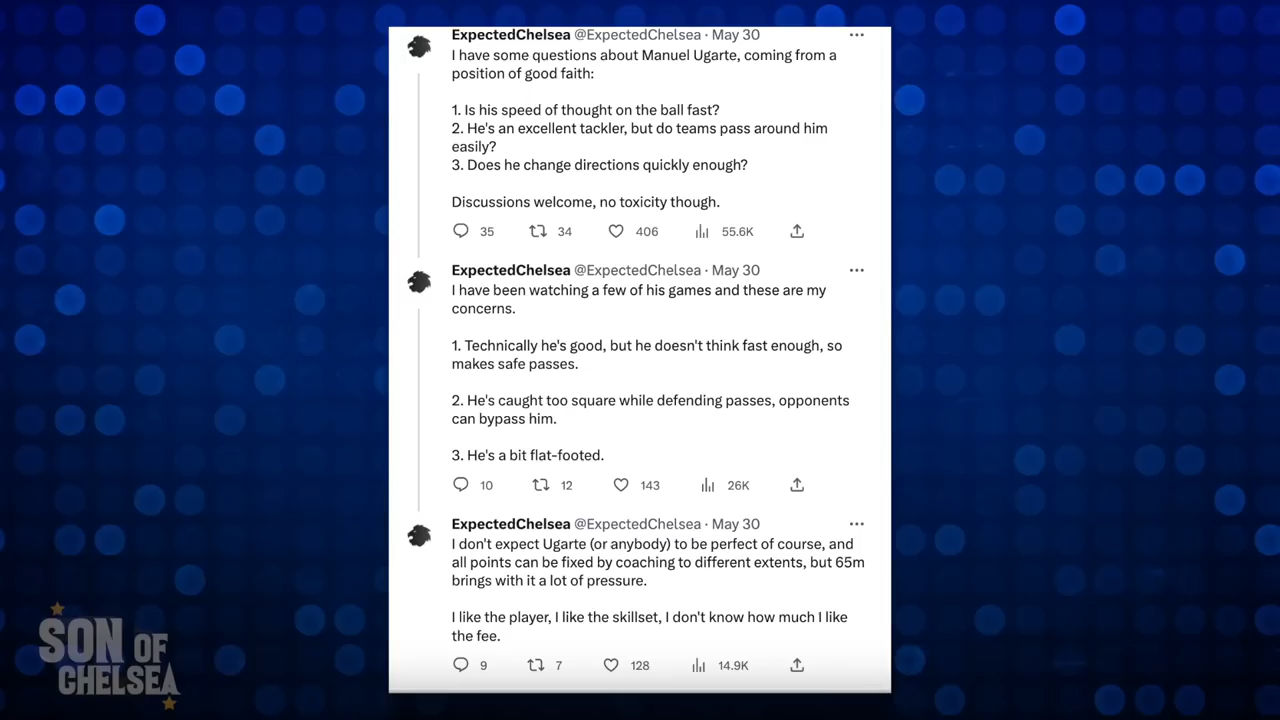 ExpectedChelsea @ExpectedChelsea · May 30
I have some questions about Manuel Ugarte, coming from a
position of good faith:
1. Is his speed of thought on the ball fast?
2. He's an excellent tackler, but do teams pass around him
easily?
3. Does he change directions quickly enough?
Discussions welcome, no toxicity though.
35 34 406 55.6K
ExpectedChelsea @ExpectedChelsea · May 30
I have been watching a few of his games and these are my
concerns.
1. Technically he's good, but he doesn't think fast enough, so
makes safe passes.
2. He's caught too square while defending passes, opponents
can bypass him.
3. He's a bit flat-footed.
10 12 143 26K
ExpectedChelsea @ExpectedChelsea · May 30
I don't expect Ugarte (or anybody) to be perfect of course, and
all points can be fixed by coaching to different extents, but 65m
brings with it a lot of pressure.
I like the player, I like the skillset, I don't know how much I like
the fee.
9 7 128 14.9K
SON OF
CHELSEA